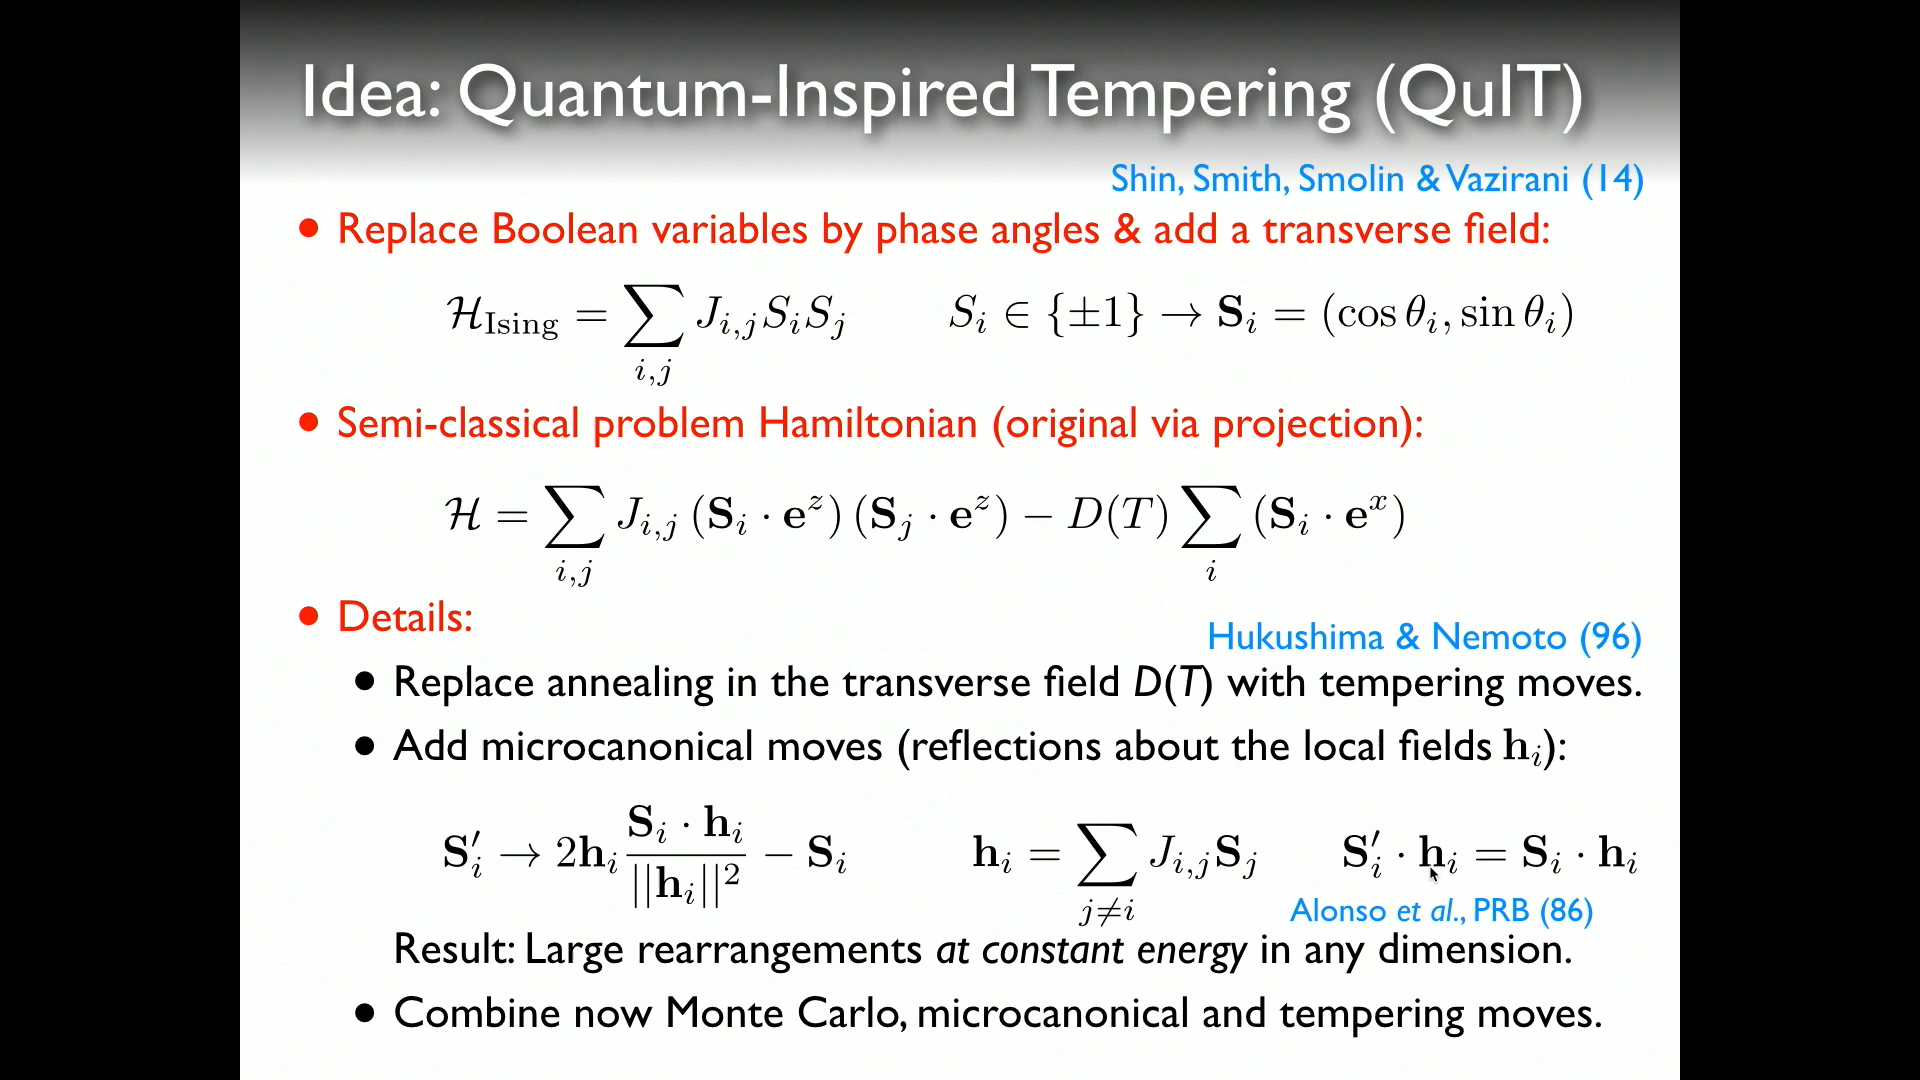 Idea: Quantum-Inspired Tempering (QuIT)
Shin, Smith, Smolin & Vazirani (14)
• Replace Boolean variables by phase angles & add a transverse field:
ℋ_Ising = ∑_{i,j} J_{i,j} S_i S_j    S_i ∈ {±1} → 𝐒_i = (cos θ_i, sin θ_i)
• Semi-classical problem Hamiltonian (original via projection):
ℋ = ∑_{i,j} J_{i,j} (𝐒_i · 𝐞^z) (𝐒_j · 𝐞^z) − D(T) ∑_i (𝐒_i · 𝐞^x)
• Details:
Hukushima & Nemoto (96)
• Replace annealing in the transverse field D(T) with tempering moves.
• Add microcanonical moves (reflections about the local fields 𝐡_i):
𝐒′_i → 2𝐡_i (𝐒_i · 𝐡_i)/||𝐡_i||² − 𝐒_i    𝐡_i = ∑_{j≠i} J_{i,j} 𝐒_j    𝐒′_i · 𝐡_i = 𝐒_i · 𝐡_i
Alonso et al., PRB (86)
Result: Large rearrangements at constant energy in any dimension.
• Combine now Monte Carlo, microcanonical and tempering moves.